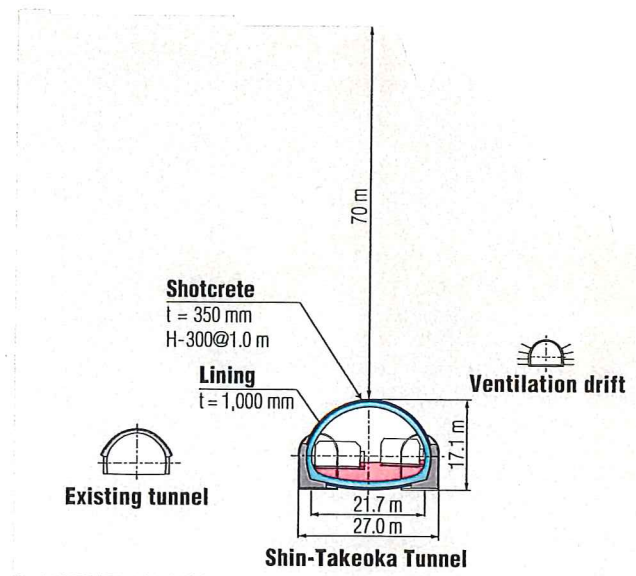 70 m
Shotcrete
t = 350 mm
H-300@1.0 m
Lining
t = 1,000 mm
Ventilation drift
17.1 m
Existing tunnel
21.7 m
27.0 m
Shin-Takeoka Tunnel